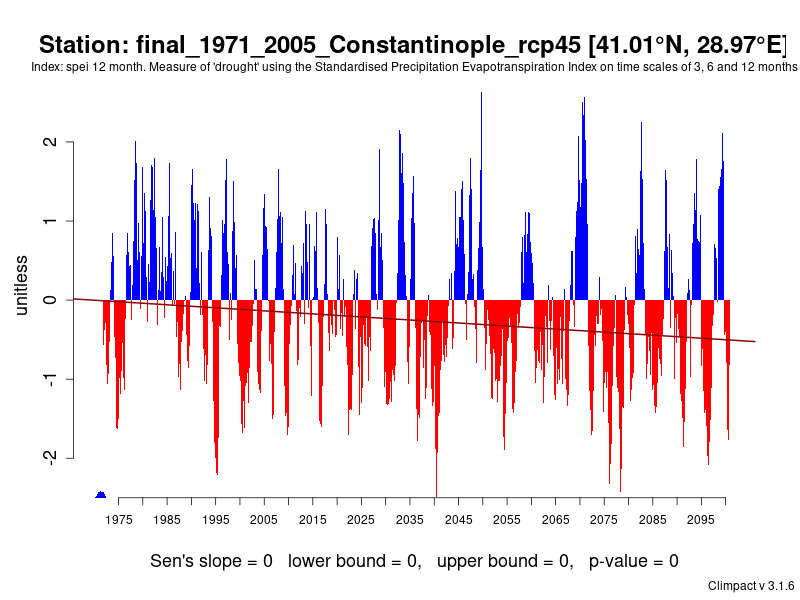 Station: final_1971_2005_Constantinople_rcp45 [41.01°N, 28.97°E]
Index: spei 12 month. Measure of 'drought' using the Standardised Precipitation Evapotranspiration Index on time scales of 3, 6 and 12 months
unitless
2
1
0
-1
-2
1975 1985 1995 2005 2015 2025 2035 2045 2055 2065 2075 2085 2095
Sen's slope = 0 lower bound = 0, upper bound = 0, p-value = 0
Climpact v 3.1.6